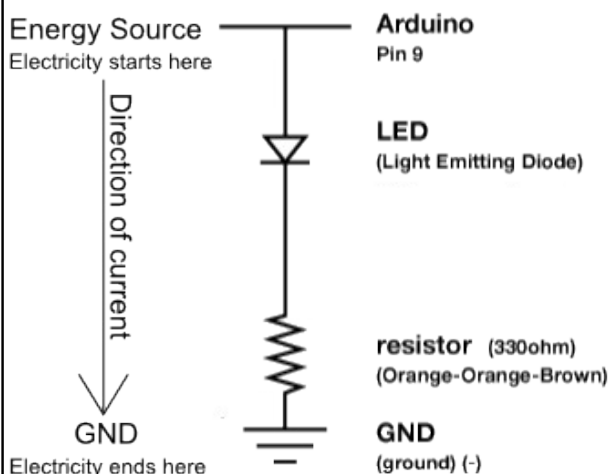 Energy Source
Electricity starts here
Direction of current
GND
Electricity ends here
Arduino
Pin 9
LED
(Light Emitting Diode)
resistor (330ohm)
(Orange-Orange-Brown)
GND
(ground) (-)